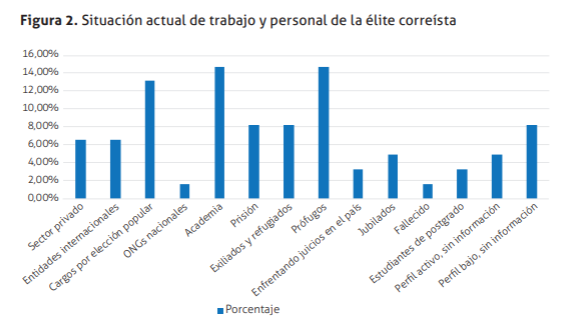 Figura 2. Situación actual de trabajo y personal de la élite correísta
16,00%
14,00%
12,00%
10,00%
8,00%
6,00%
4,00%
2,00%
0,00%
Sector privado
Entidades internacionales
Cargos por elección popular
ONGs nacionales
Academia
Prisión
Exiliados y refugiados
Prófugos
Enfrentando juicios en el país
Jubilados
Fallecido
Estudiantes de postgrado
Perfil activo, sin información
Perfil bajo, sin información
Porcentaje